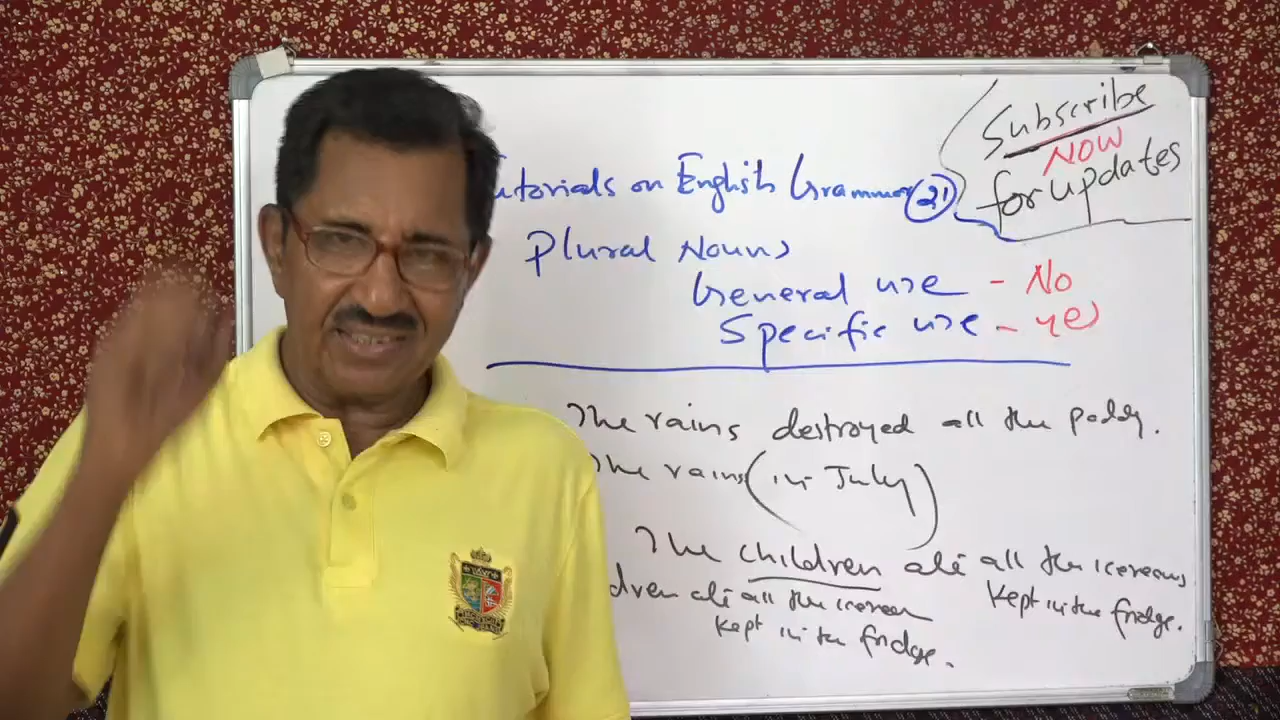 Subscribe
NOW
for updates
utorials on English Grammar 21
Plural Nouns
General use - No
Specific use - yes
The rains destroyed all the paddy.
The rains (in July)
The children ate all the icecreams
kept in the fridge.
dren ate all the icecream
kept in the fridge.